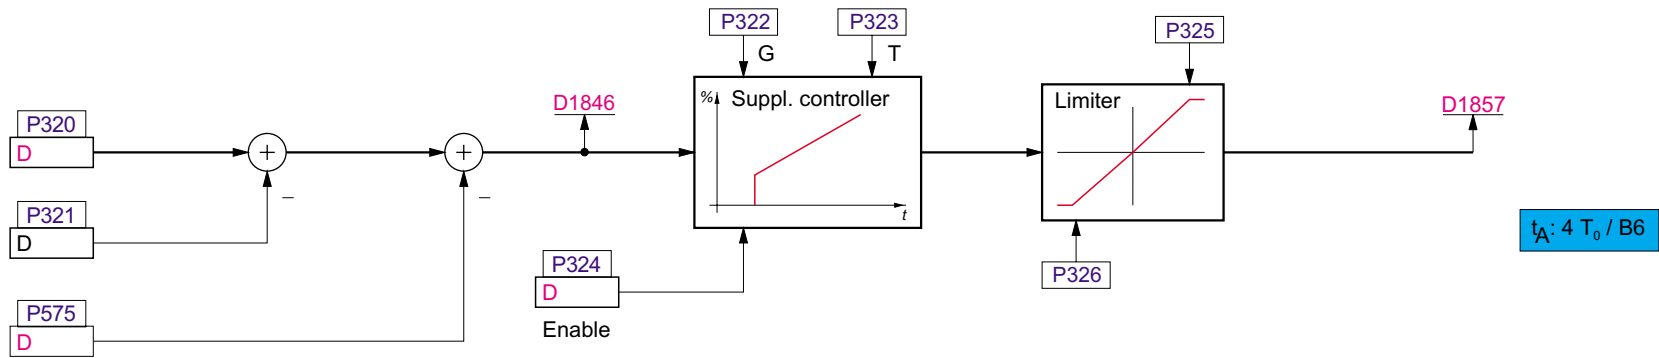 P322
P323
P325
G
T
% Suppl. controller
Limiter
D1846
D1857
P320
D
+
+
P321
–
–
D
t
tA: 4 T0 / B6
P324
P326
D
P575
Enable
D